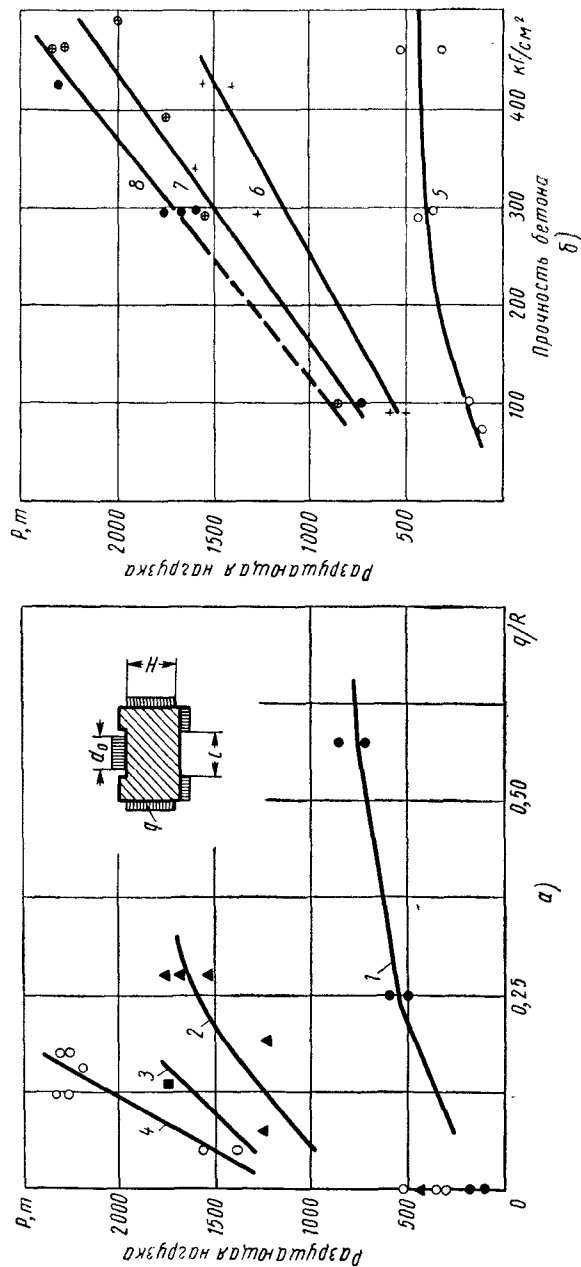 P, т
2000
1500
1000
500
0
Разрушающая нагрузка
0,25
0,50
q/R
4
3
2
1
d₀
H
q
l
а)
P, т
2000
1500
1000
500
Разрушающая нагрузка
100
200
300
400 кГ/см²
8
7
6
5
Прочность бетона
б)